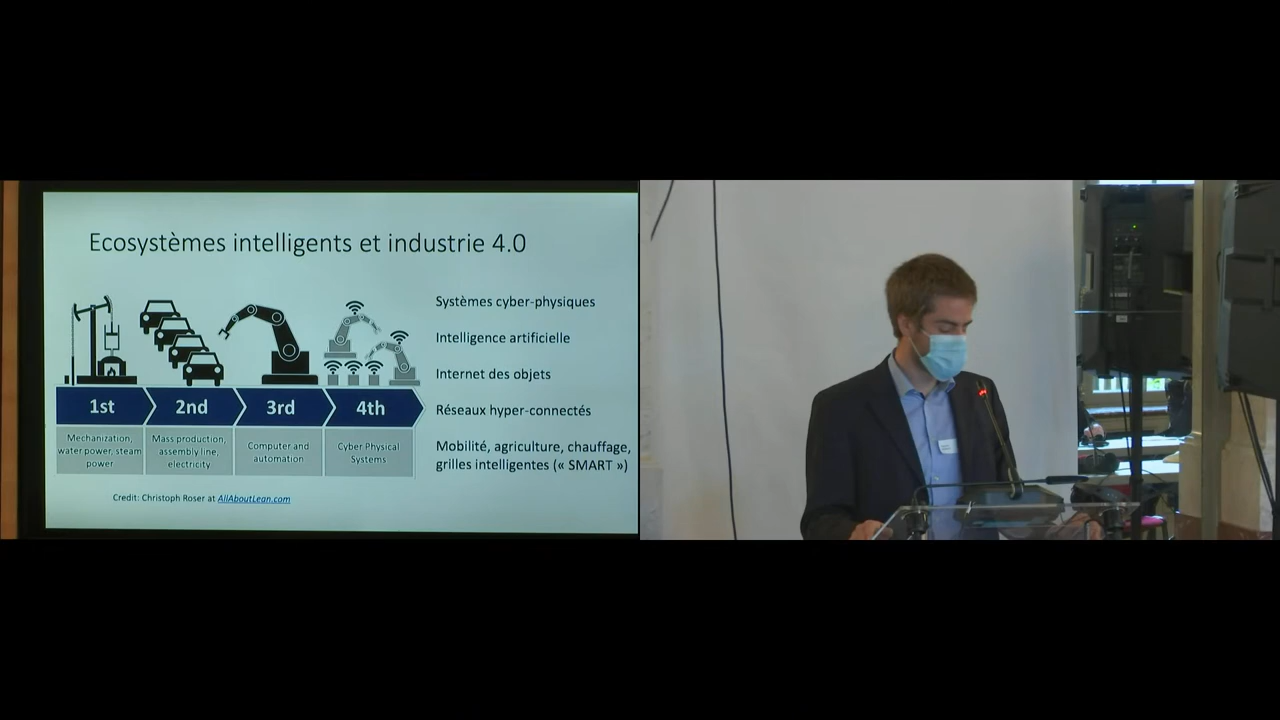 Ecosystèmes intelligents et industrie 4.0
1st
2nd
3rd
4th
Mechanization,
water power, steam
power
Mass production,
assembly line,
electricity
Computer and
automation
Cyber Physical
Systems
Credit: Christoph Roser at AllAboutLean.com
Systèmes cyber-physiques
Intelligence artificielle
Internet des objets
Réseaux hyper-connectés
Mobilité, agriculture, chauffage,
grilles intelligentes (« SMART »)